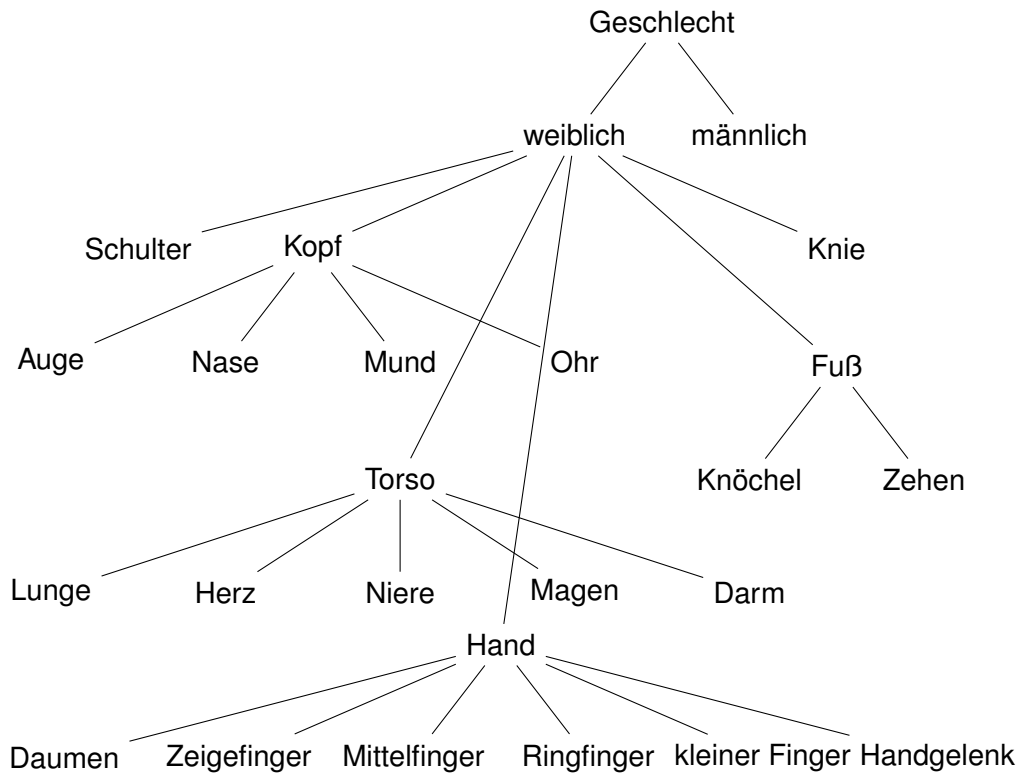 Geschlecht
weiblich männlich
Schulter Kopf Knie
Auge Nase Mund Ohr Fuß
Torso Knöchel Zehen
Lunge Herz Niere Magen Darm
Hand
Daumen Zeigefinger Mittelfinger Ringfinger kleiner Finger Handgelenk